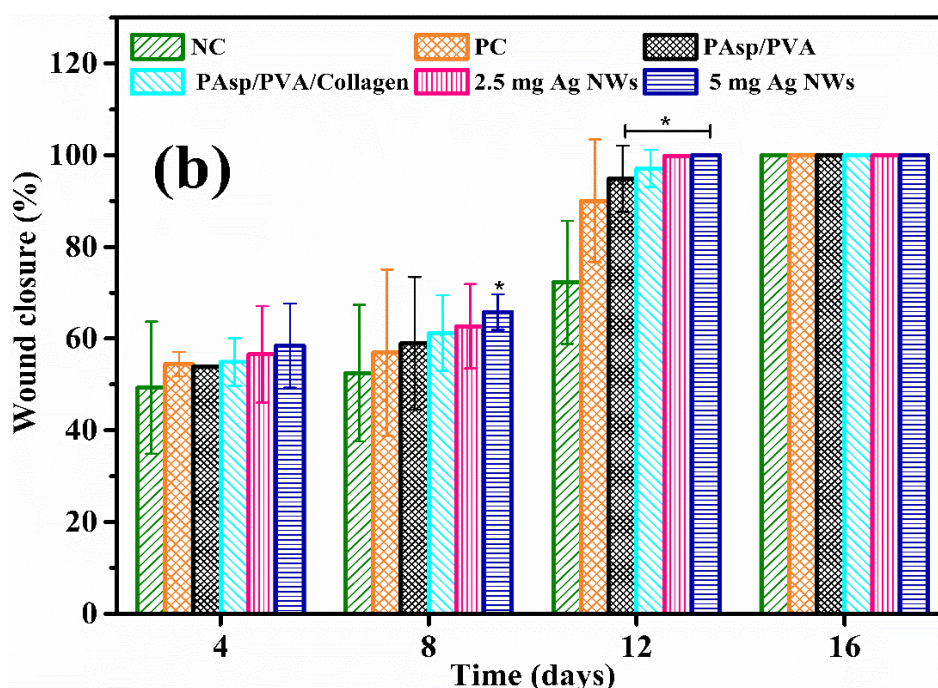 NC PC PAsp/PVA
PAsp/PVA/Collagen 2.5 mg Ag NWs 5 mg Ag NWs
(b)
*
*
Wound closure (%)
120
100
80
60
40
20
0
4 8 12 16
Time (days)